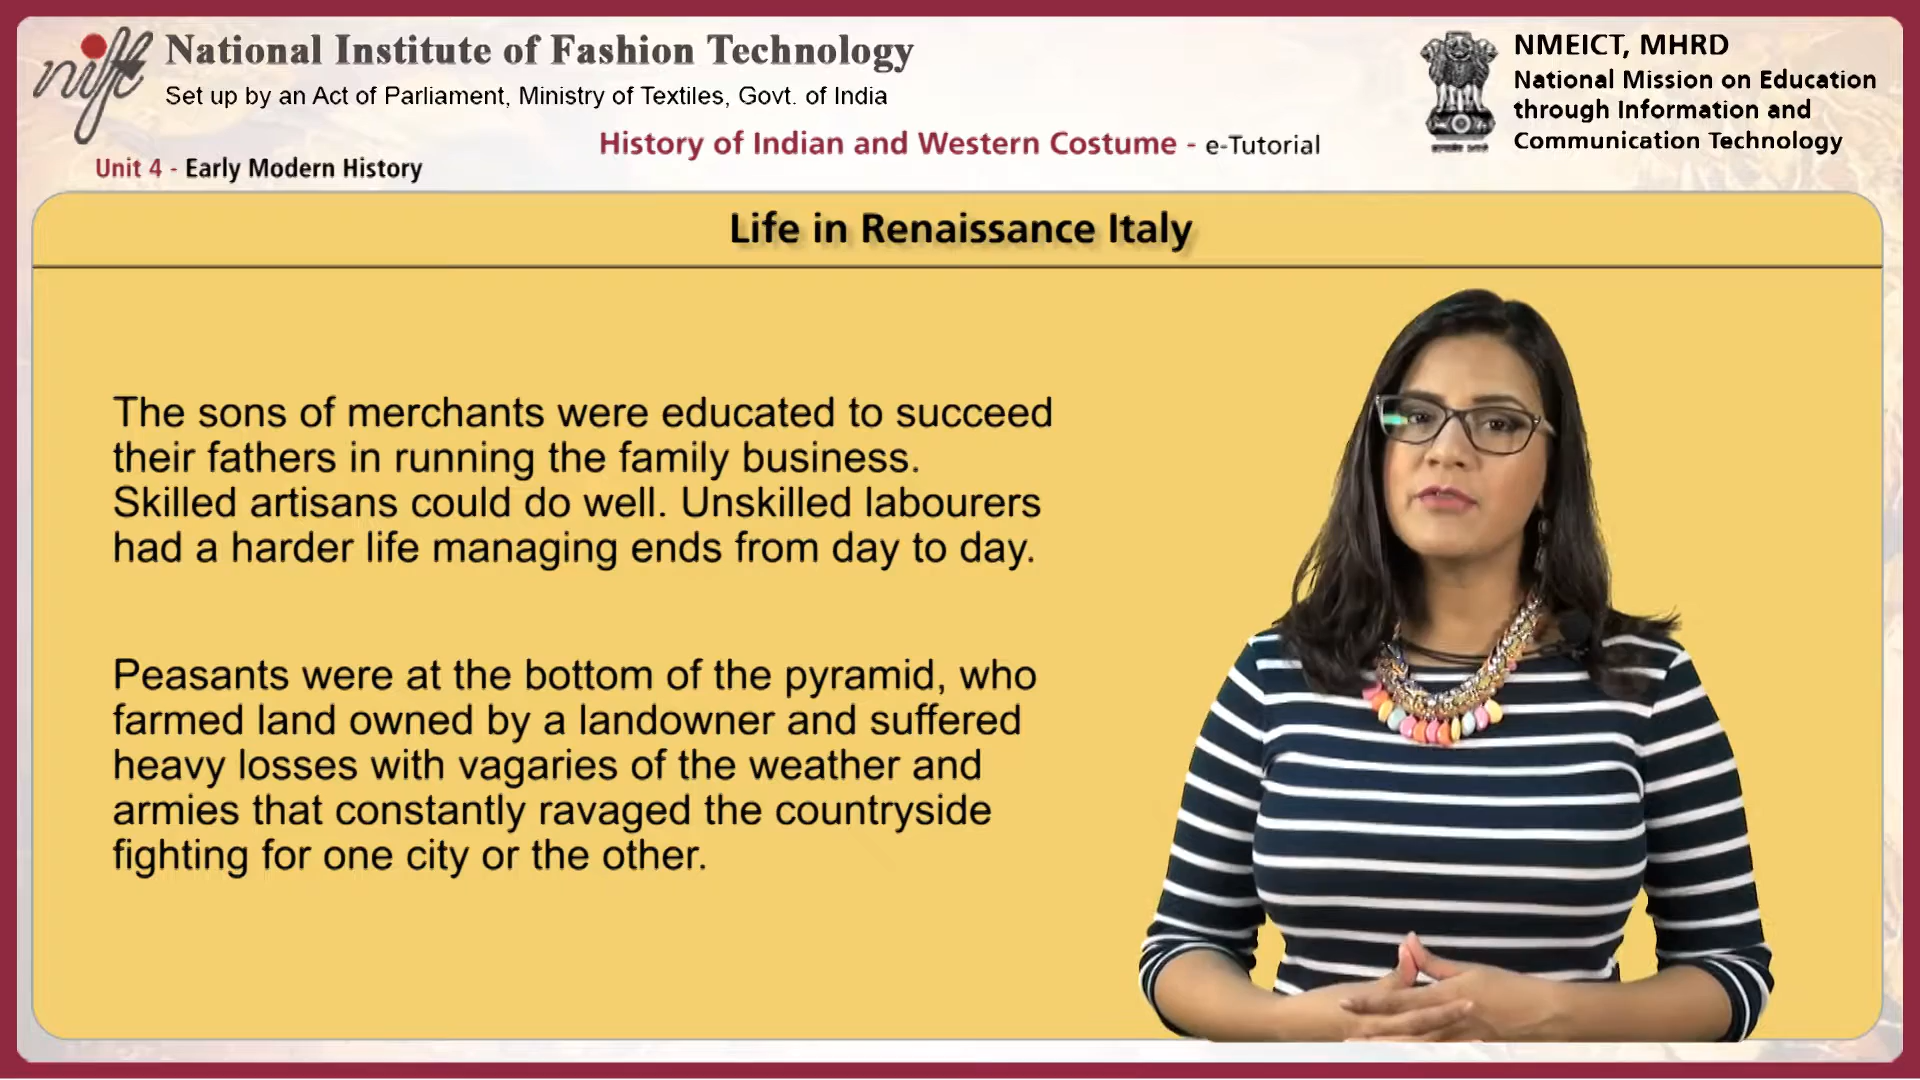 nift
National Institute of Fashion Technology
Set up by an Act of Parliament, Ministry of Textiles, Govt. of India
NMEICT, MHRD
National Mission on Education
through Information and
Communication Technology
History of Indian and Western Costume - e-Tutorial
Unit 4 - Early Modern History
Life in Renaissance Italy
The sons of merchants were educated to succeed
their fathers in running the family business.
Skilled artisans could do well. Unskilled labourers
had a harder life managing ends from day to day.
Peasants were at the bottom of the pyramid, who
farmed land owned by a landowner and suffered
heavy losses with vagaries of the weather and
armies that constantly ravaged the countryside
fighting for one city or the other.